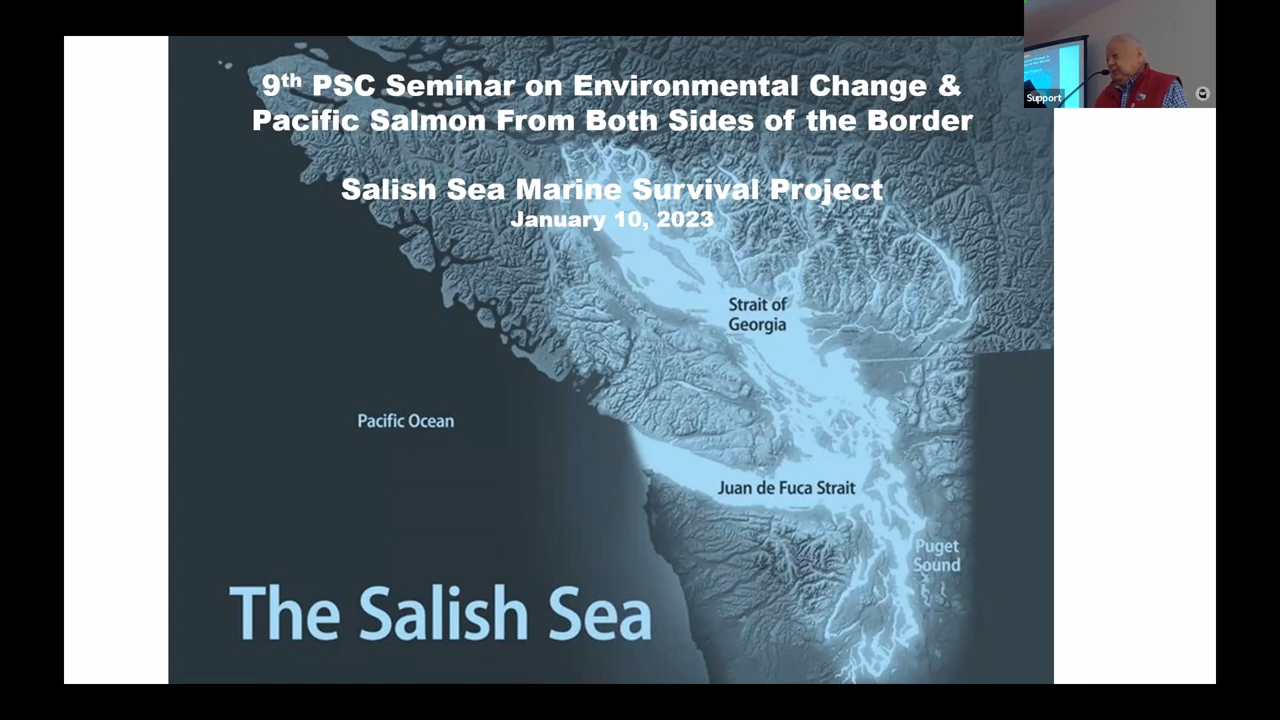 9th PSC Seminar on Environmental Change &
Pacific Salmon From Both Sides of the Border
Salish Sea Marine Survival Project
January 10, 2023
Strait of
Georgia
Pacific Ocean
Juan de Fuca Strait
Puget
Sound
The Salish Sea
Support